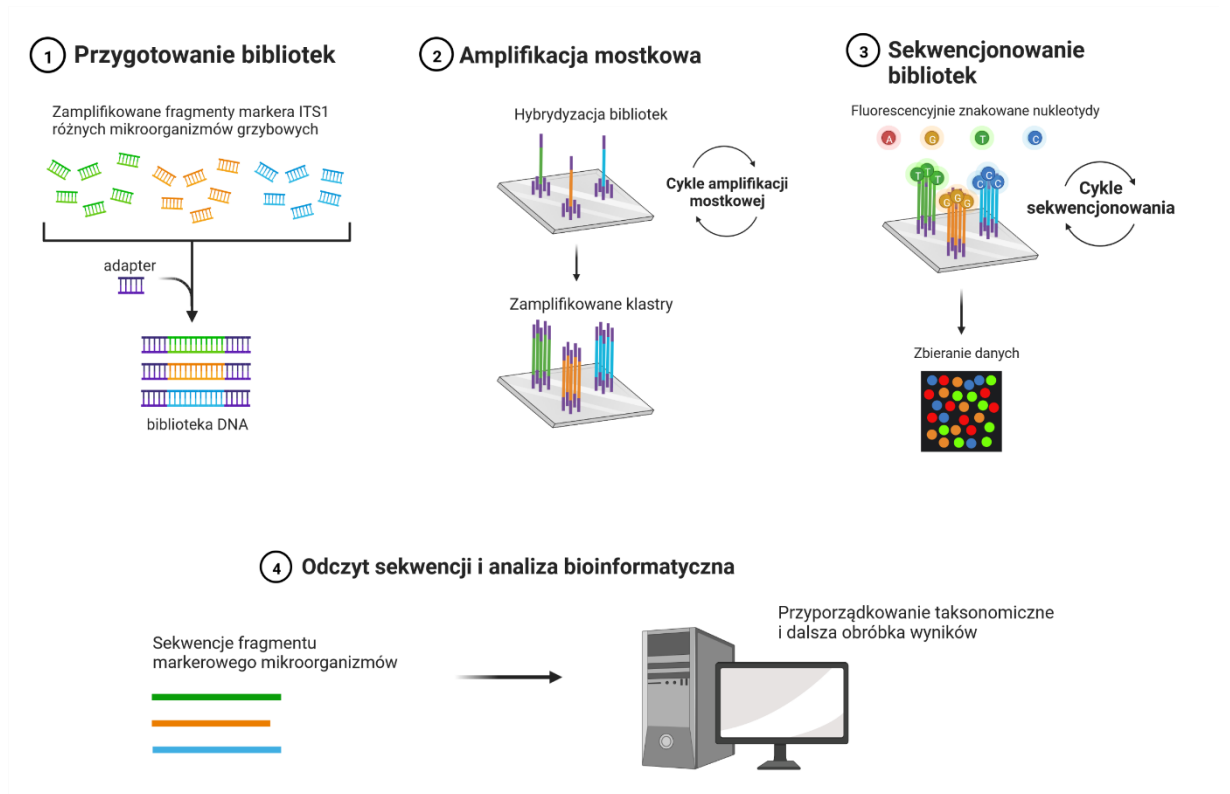 1 Przygotowanie bibliotek
Zamplifikowane fragmenty markera ITS1
różnych mikroorganizmów grzybowych
adapter
biblioteka DNA
2 Amplifikacja mostkowa
Hybrydyzacja bibliotek
Cykle amplifikacji
mostkowej
Zamplifikowane klastry
3 Sekwencjonowanie
bibliotek
Fluorescencyjnie znakowane nukleotydy
A G T C
T T T
G G G
C C C
Cykle
sekwencjonowania
Zbieranie danych
4 Odczyt sekwencji i analiza bioinformatyczna
Sekwencje fragmentu
markerowego mikroorganizmów
Przyporządkowanie taksonomiczne
i dalsza obróbka wyników